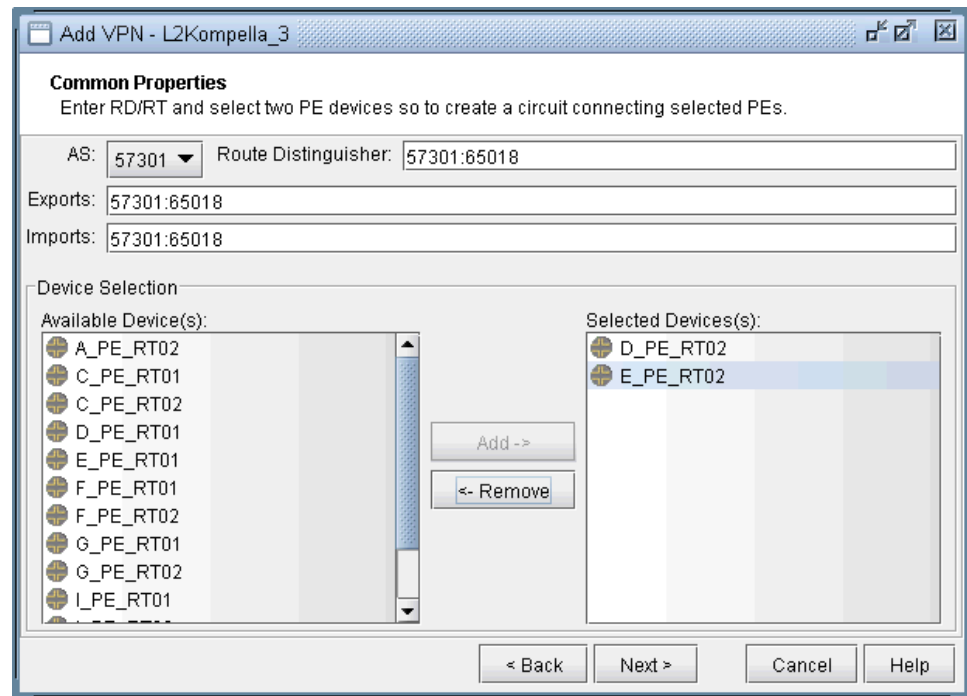 Add VPN - L2Kompella_3
Common Properties
Enter RD/RT and select two PE devices so to create a circuit connecting selected PEs.
AS: 57301 Route Distinguisher: 57301:65018
Exports: 57301:65018
Imports: 57301:65018
Device Selection
Available Device(s):
A_PE_RT02
C_PE_RT01
C_PE_RT02
D_PE_RT01
E_PE_RT01
F_PE_RT01
F_PE_RT02
G_PE_RT01
G_PE_RT02
I_PE_RT01
Add ->
<- Remove
Selected Devices(s):
D_PE_RT02
E_PE_RT02
< Back Next > Cancel Help